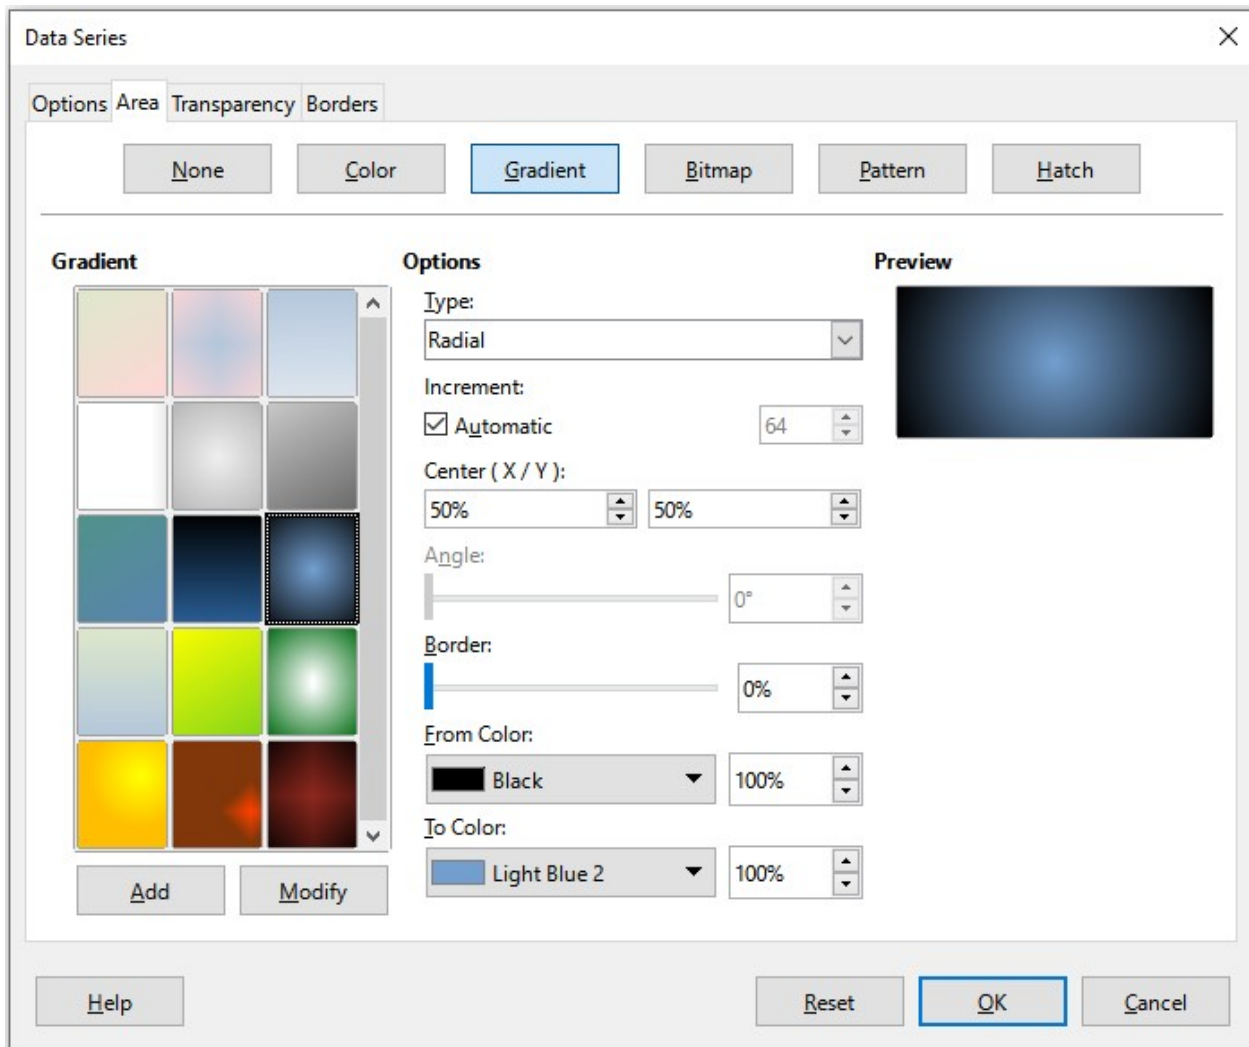 Data Series
Options Area Transparency Borders
None Color Gradient Bitmap Pattern Hatch
Gradient
Options
Type:
Radial
Increment:
Automatic 64
Center ( X / Y ):
50% 50%
Angle:
0°
Border:
0%
From Color:
Black 100%
To Color:
Light Blue 2 100%
Preview
Add Modify
Help Reset OK Cancel